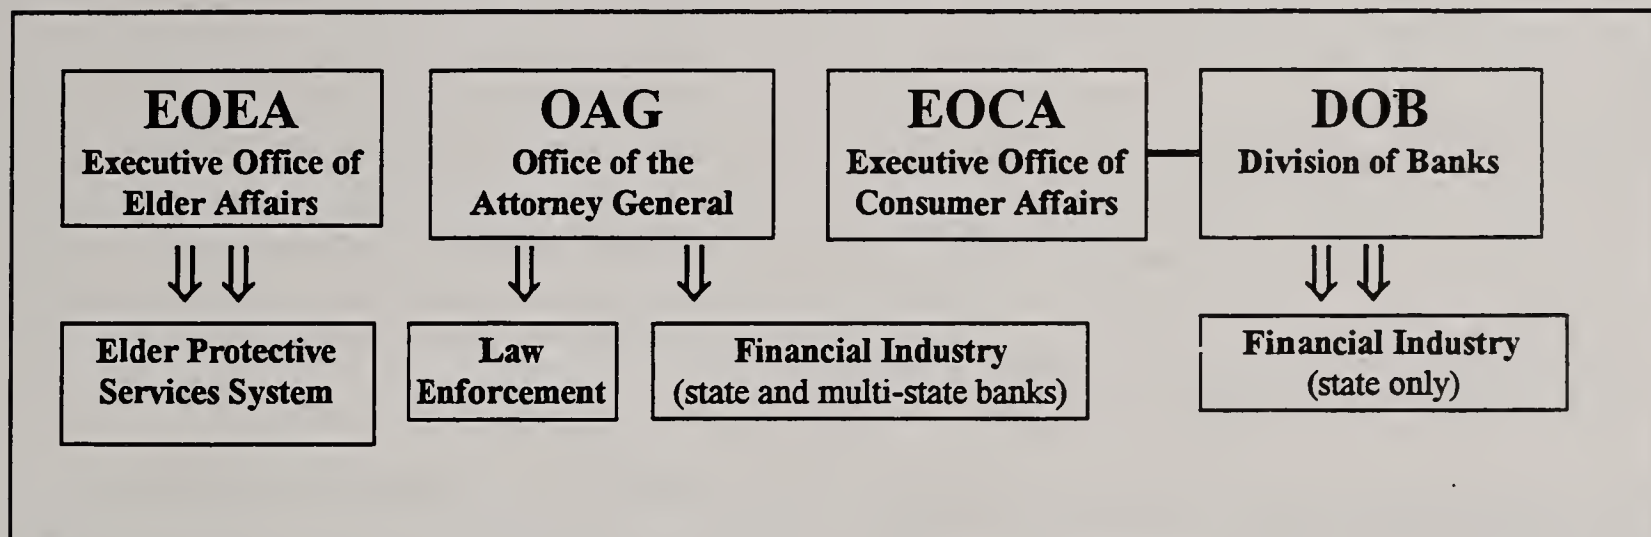 EOEA
Executive Office of
Elder Affairs
OAG
Office of the
Attorney General
EOCA
Executive Office of
Consumer Affairs
DOB
Division of Banks
Elder Protective
Services System
Law
Enforcement
Financial Industry
(state and multi-state banks)
Financial Industry
(state only)